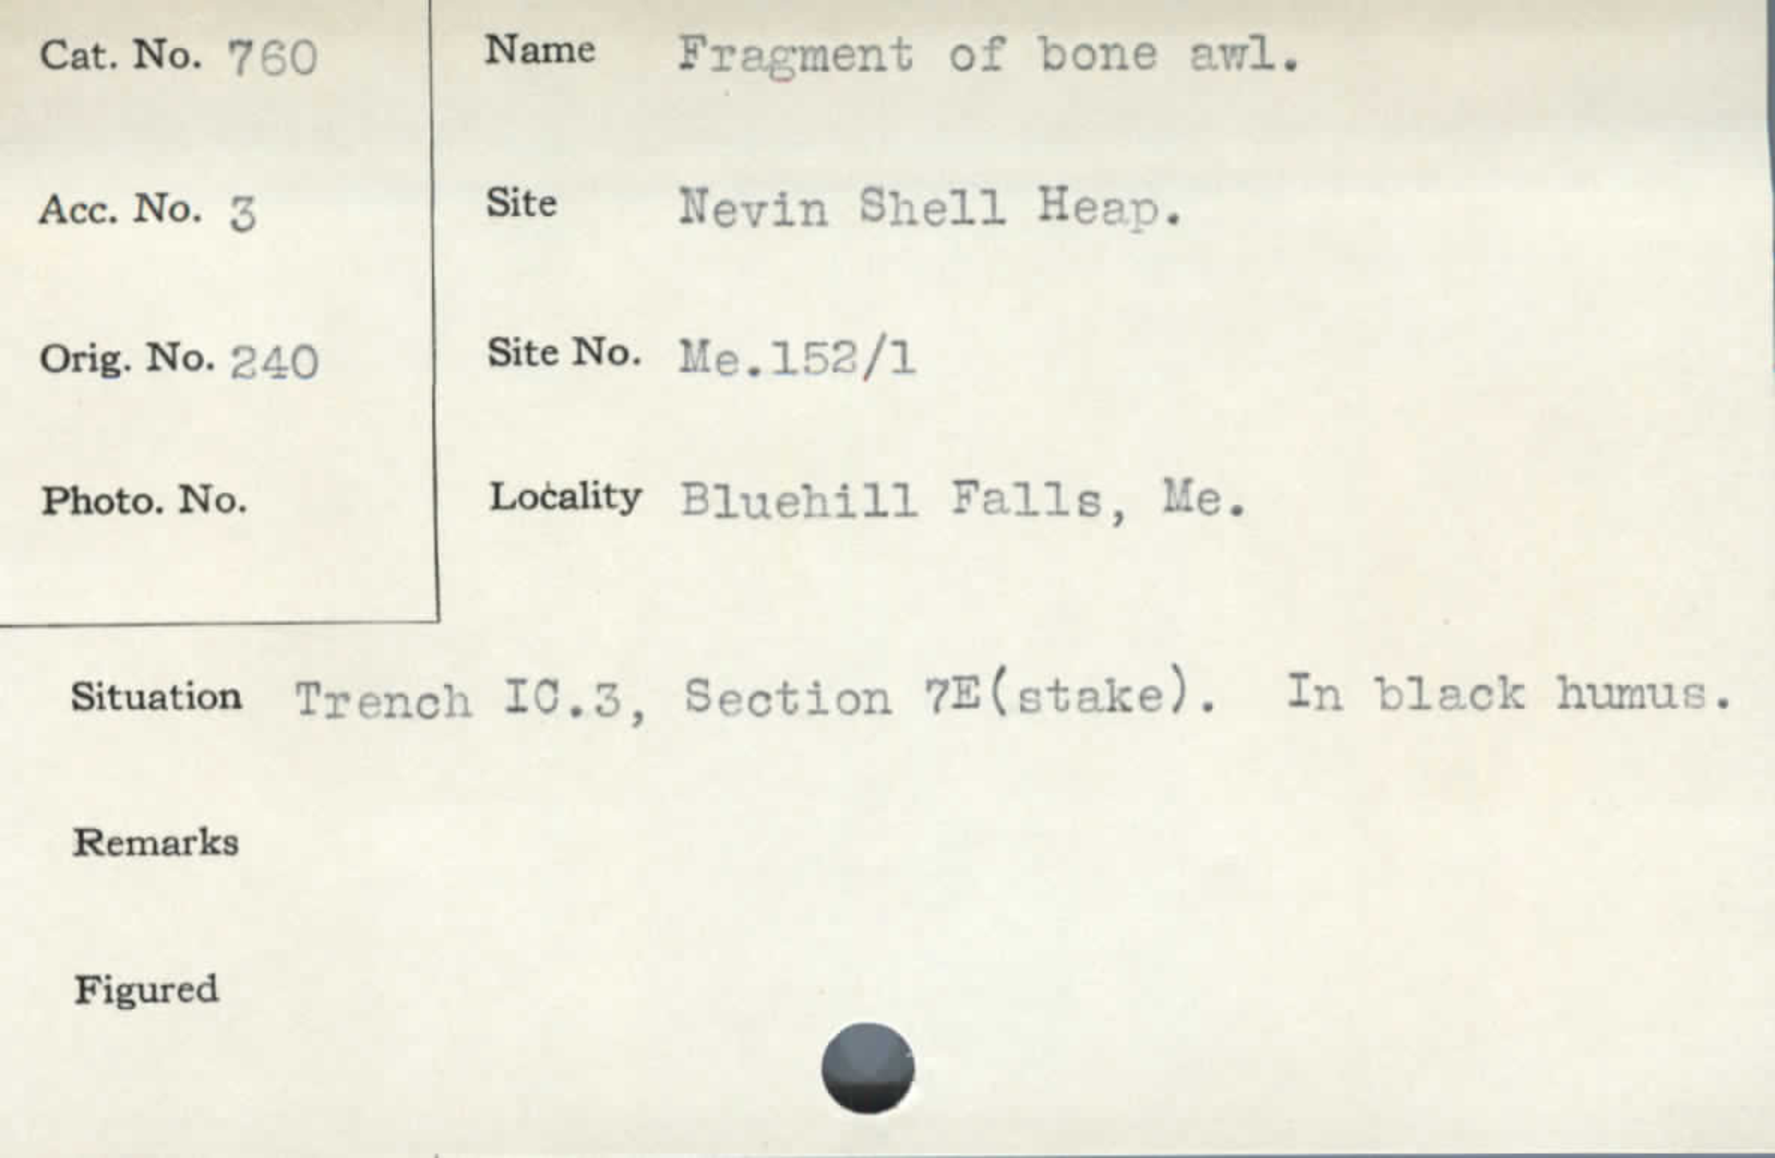 Cat. No. 760
Name Fragment of bone awl.
Acc. No. 3
Site Nevin Shell Heap.
Orig. No. 240
Site No. Me.152/1
Photo. No.
Locality Bluehill Falls, Me.
Situation Trench IC.3, Section 7E(stake). In black humus.
Remarks
Figured